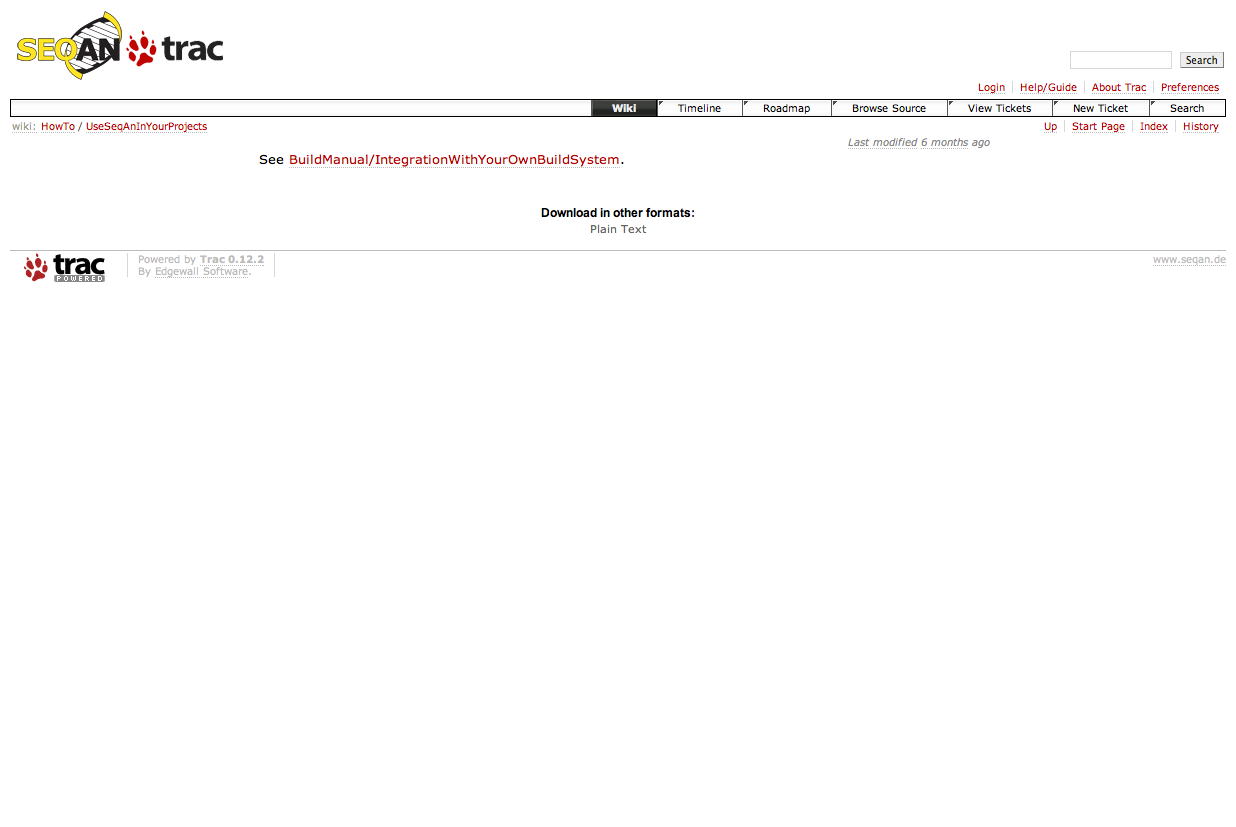 SEQAN trac
Search
Login Help/Guide About Trac Preferences
Wiki Timeline Roadmap Browse Source View Tickets New Ticket Search
wiki: HowTo / UseSeqAnInYourProjects Up Start Page Index History
Last modified 6 months ago
See BuildManual/IntegrationWithYourOwnBuildSystem.
Download in other formats:
Plain Text
trac POWERED
Powered by Trac 0.12.2
By Edgewall Software.
www.seqan.de